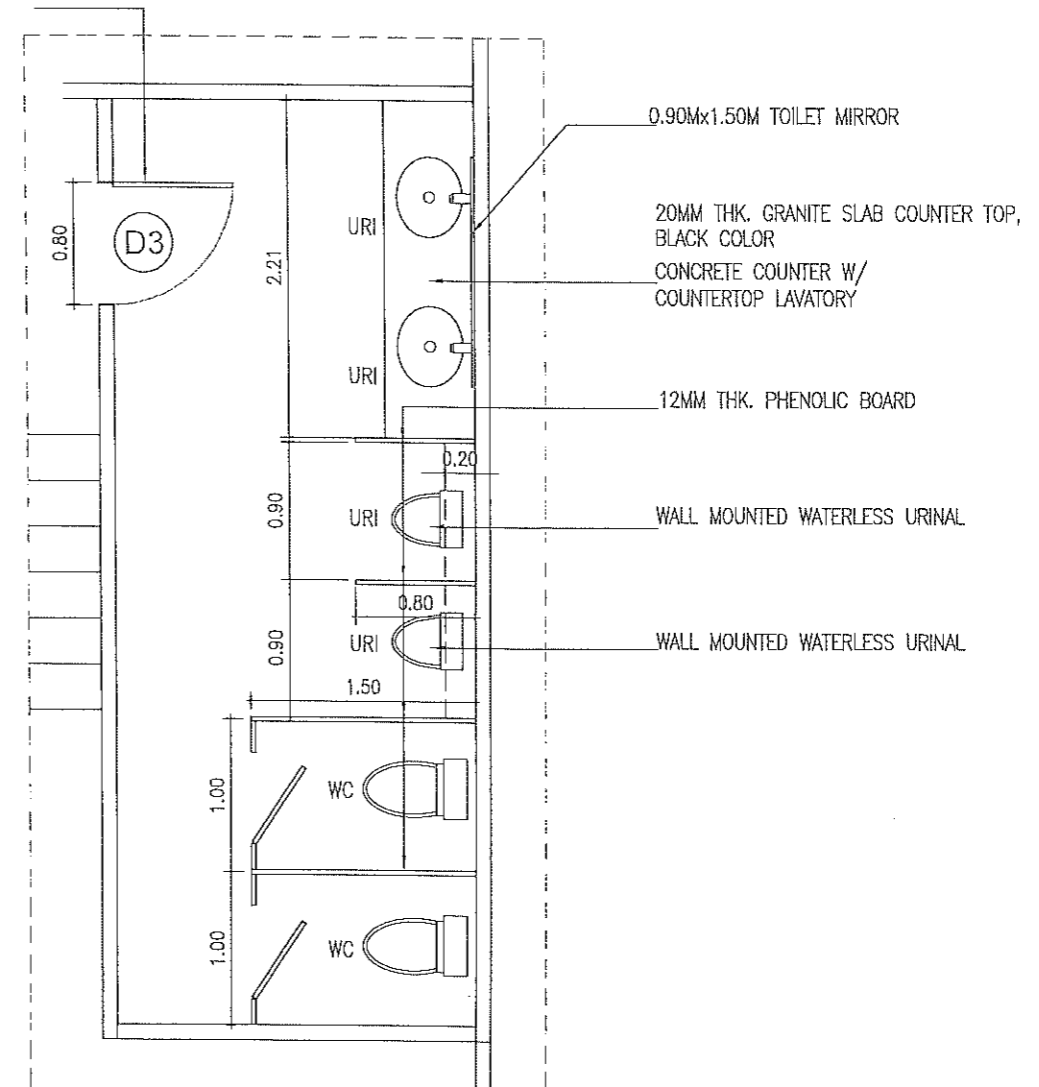 0.90Mx1.50M TOILET MIRROR
20MM THK. GRANITE SLAB COUNTER TOP,
BLACK COLOR
CONCRETE COUNTER W/
COUNTERTOP LAVATORY
12MM THK. PHENOLIC BOARD
WALL MOUNTED WATERLESS URINAL
WALL MOUNTED WATERLESS URINAL
D3
0.80
2.21
URI
URI
0.20
0.90
URI
0.80
0.90
URI
1.50
1.00
WC
1.00
WC